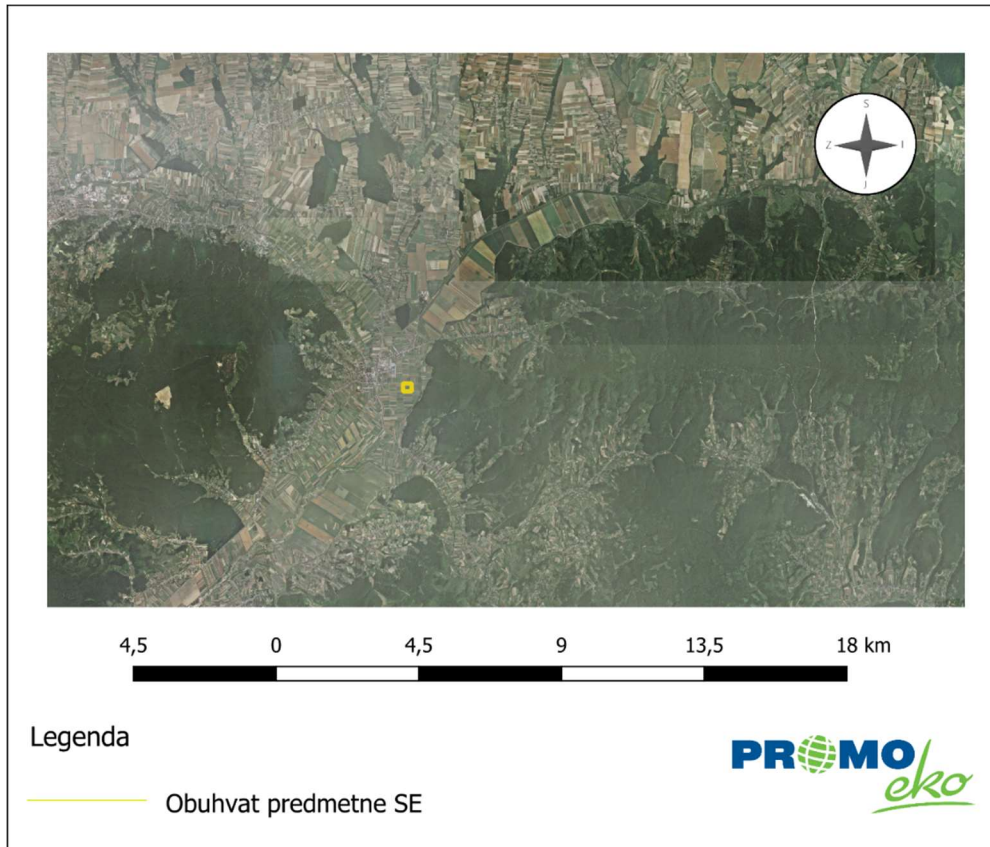 S
Z I
J
4,5 0 4,5 9 13,5 18 km
Legenda
PROMO
eko
Obuhvat predmetne SE